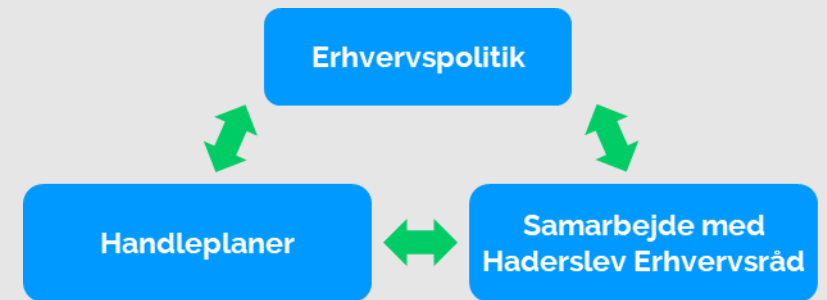 Erhvervspolitik
Handleplaner
Samarbejde med
Haderslev Erhvervsråd